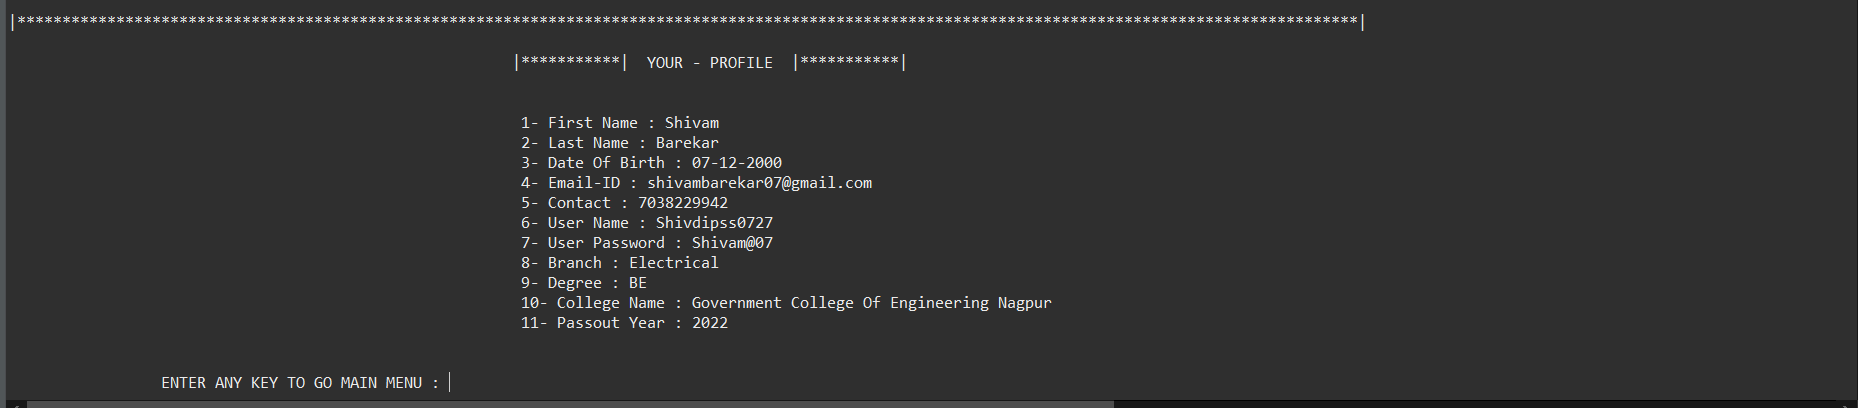 |*****************************************************************************************************************************************************|
|***********|  YOUR - PROFILE  |***********|
1- First Name : Shivam
2- Last Name : Barekar
3- Date Of Birth : 07-12-2000
4- Email-ID : shivambarekar07@gmail.com
5- Contact : 7038229942
6- User Name : Shivdipss0727
7- User Password : Shivam@07
8- Branch : Electrical
9- Degree : BE
10- College Name : Government College Of Engineering Nagpur
11- Passout Year : 2022
ENTER ANY KEY TO GO MAIN MENU :